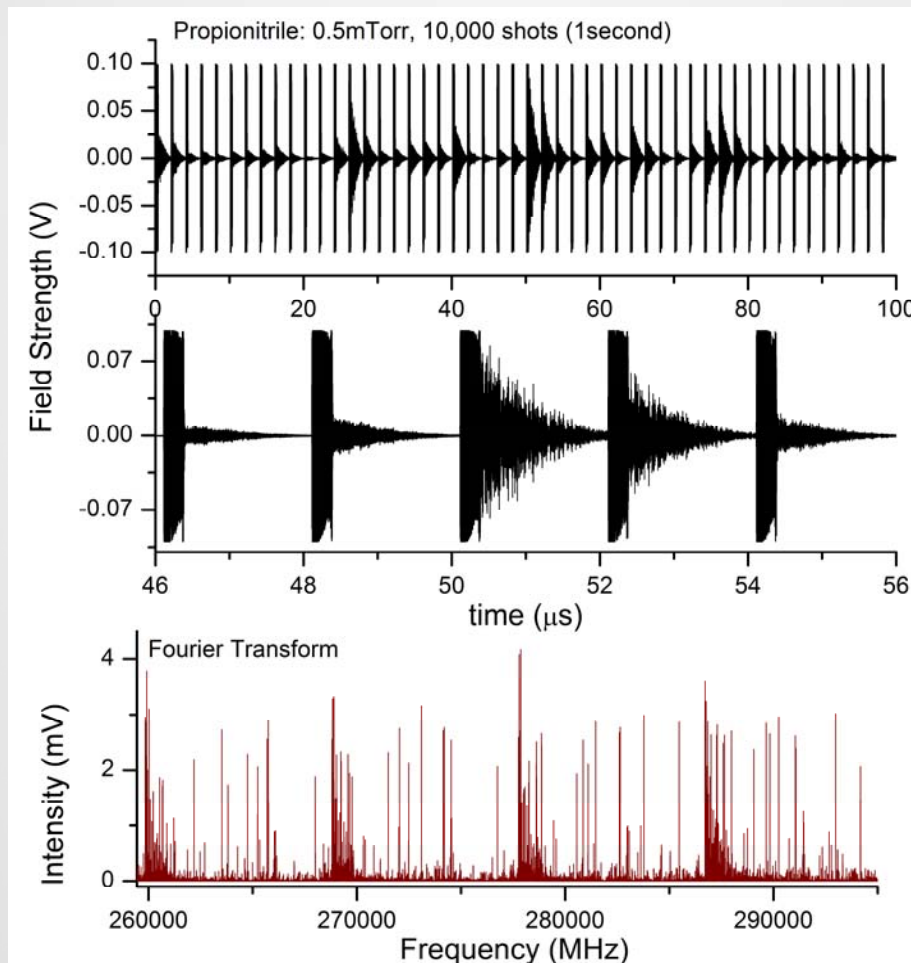 Propionitrile: 0.5mTorr, 10,000 shots (1second)
0.10
0.05
0.00
-0.05
-0.10
0 20 40 60 80 100
Field Strength (V)
0.07
0.00
-0.07
46 48 50 52 54 56
time (μs)
Fourier Transform
4
2
0
Intensity (mV)
260000 270000 280000 290000
Frequency (MHz)